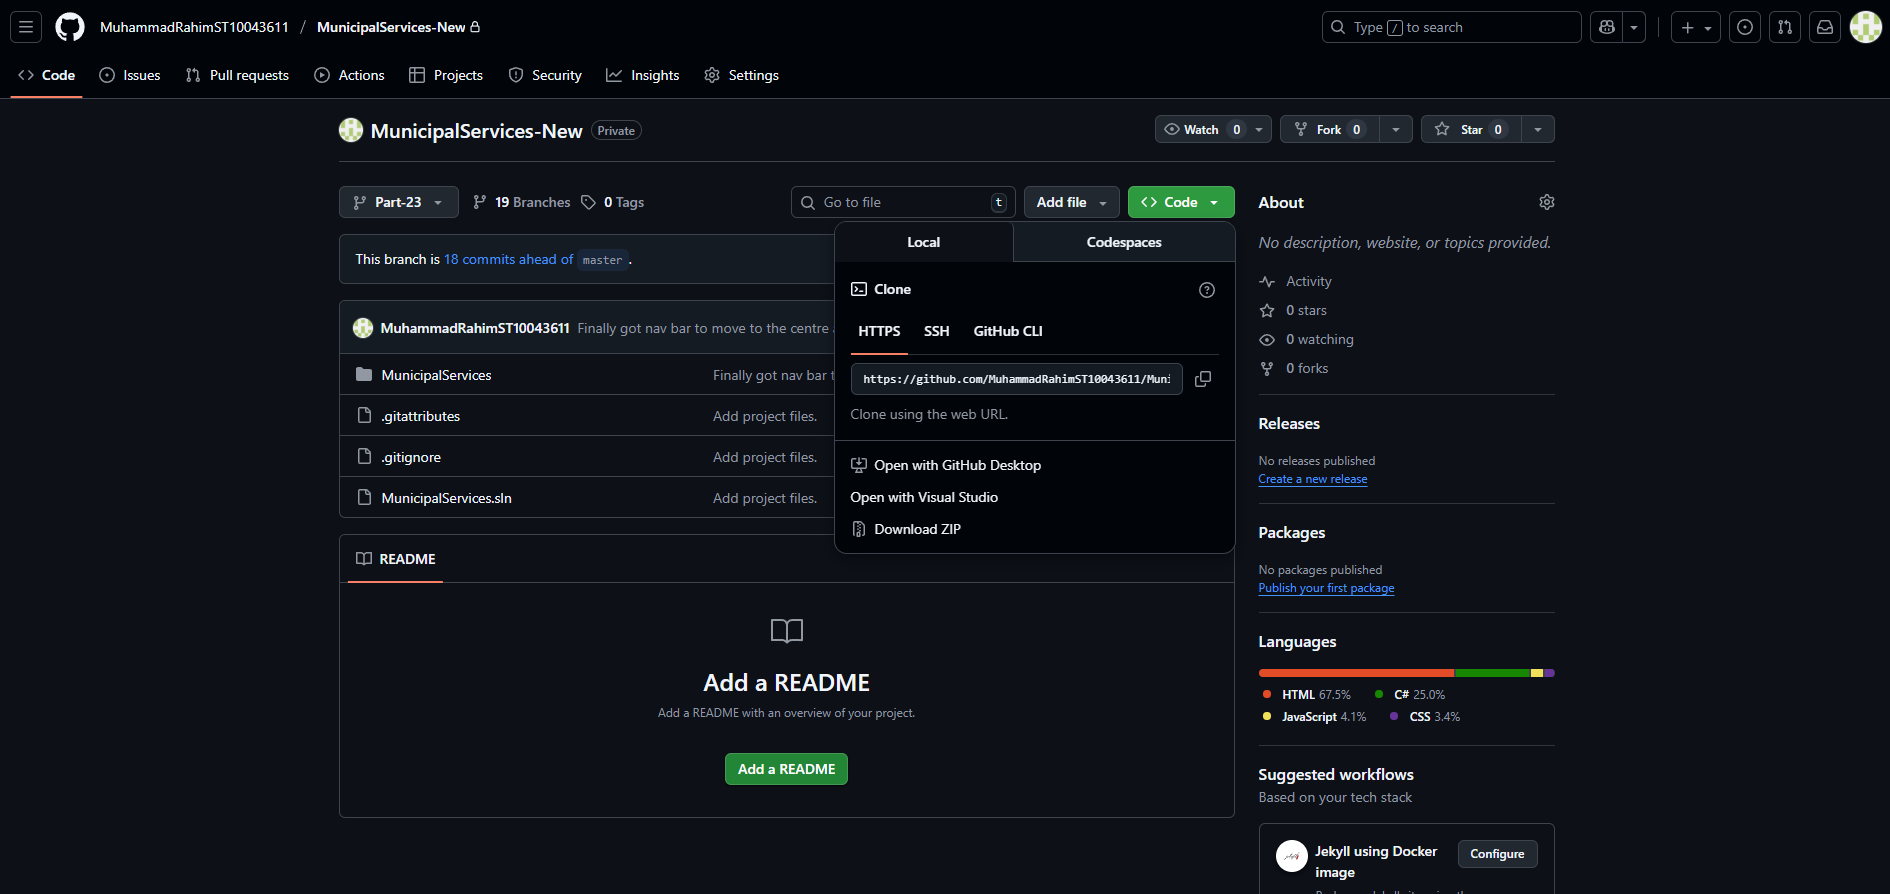 MuhammadRahimST10043611 / MunicipalServices-New
Type / to search
Code Issues Pull requests Actions Projects Security Insights Settings
MunicipalServices-New Private
Watch 0 Fork 0 Star 0
Part-23 19 Branches 0 Tags
Go to file t Add file Code
Local Codespaces
Clone
HTTPS SSH GitHub CLI
https://github.com/MuhammadRahimST10043611/Muni
Clone using the web URL.
Open with GitHub Desktop
Open with Visual Studio
Download ZIP
This branch is 18 commits ahead of master .
MuhammadRahimST10043611 Finally got nav bar to move to the centre
MunicipalServices Finally got nav bar
.gitattributes Add project files.
.gitignore Add project files.
MunicipalServices.sln Add project files.
README
Add a README
Add a README with an overview of your project.
Add a README
About
No description, website, or topics provided.
Activity
0 stars
0 watching
0 forks
Releases
No releases published
Create a new release
Packages
No packages published
Publish your first package
Languages
HTML 67.5% C# 25.0%
JavaScript 4.1% CSS 3.4%
Suggested workflows
Based on your tech stack
Jekyll using Docker
image
Configure